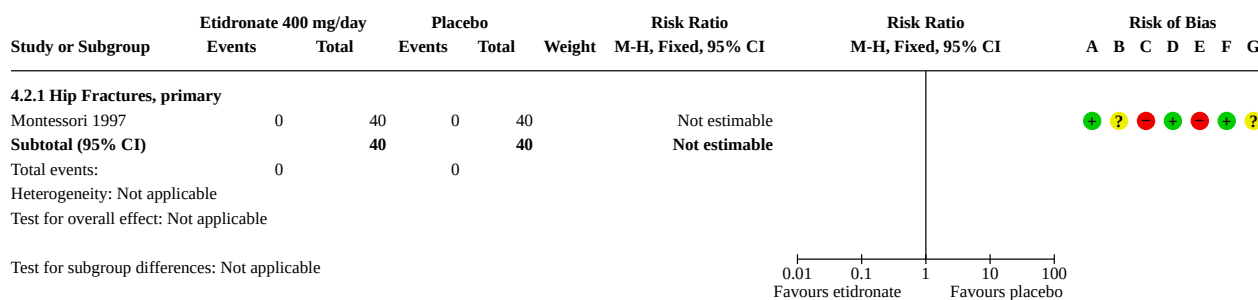 Etidronate 400 mg/day Placebo Risk Ratio Risk Ratio Risk of Bias
Study or Subgroup Events Total Events Total Weight M-H, Fixed, 95% CI M-H, Fixed, 95% CI A B C D E F G
4.2.1 Hip Fractures, primary
Montessori 1997 0 40 0 40 Not estimable + ? − + − + ?
Subtotal (95% CI) 40 40 Not estimable
Total events: 0 0
Heterogeneity: Not applicable
Test for overall effect: Not applicable
Test for subgroup differences: Not applicable
0.01 0.1 1 10 100
Favours etidronate Favours placebo